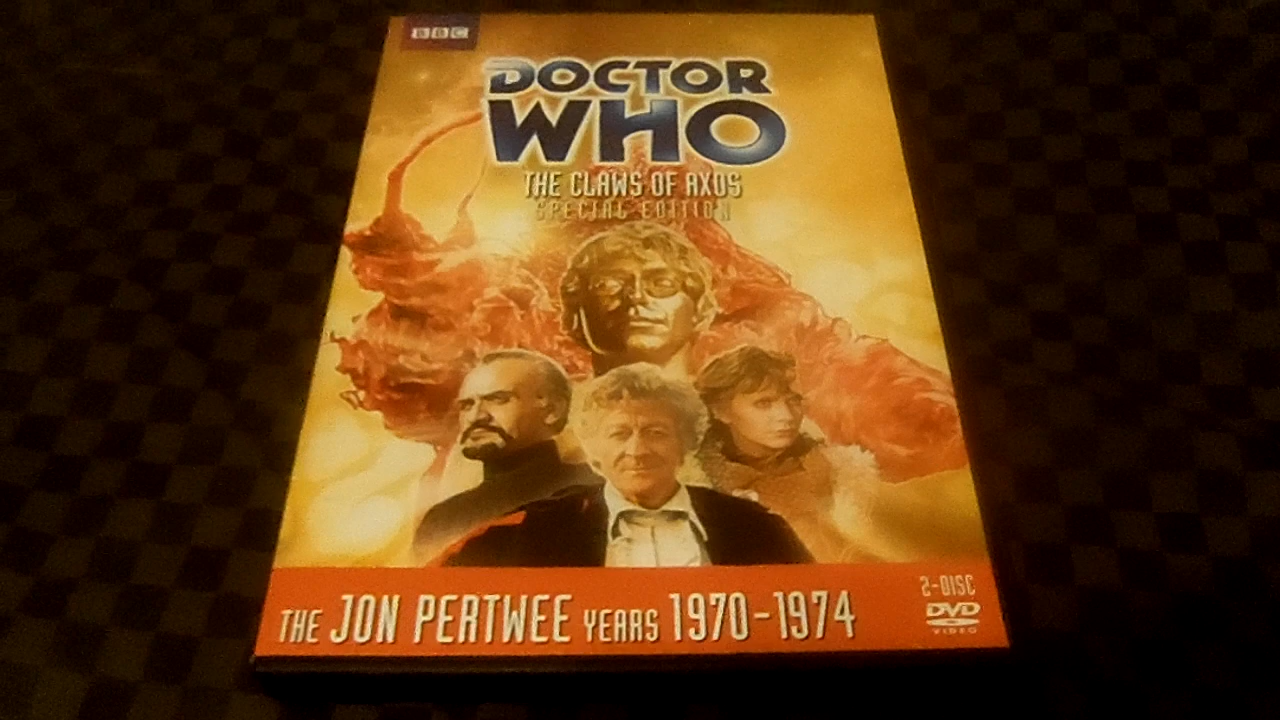 BBC
DOCTOR
WHO
THE CLAWS OF AXOS
SPECIAL EDITION
2-DISC
DVD
VIDEO
THE JON PERTWEE YEARS 1970-1974